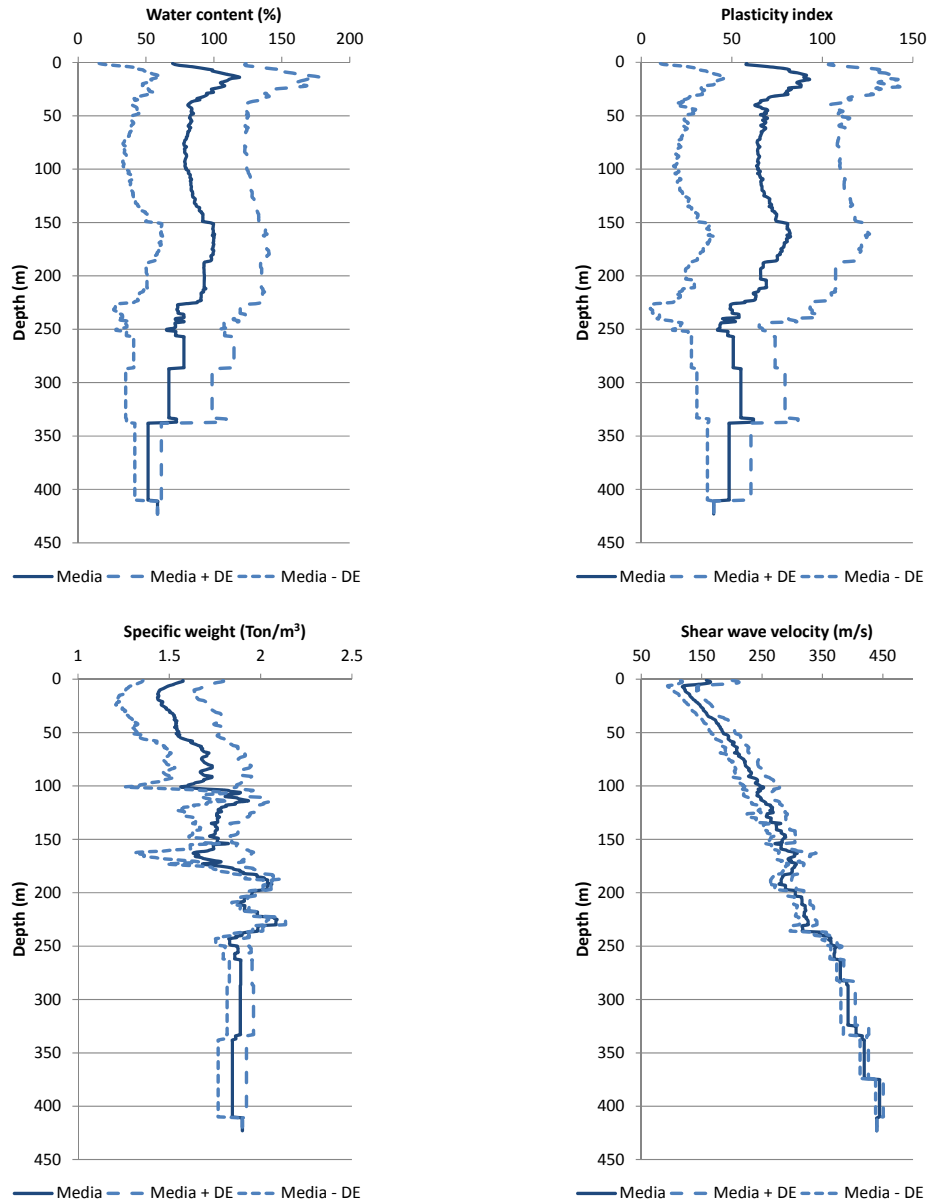 Water content (%)
0 50 100 150 200
0
50
100
150
200
250
300
350
400
450
Depth (m)
Media Media + DE Media - DE
Plasticity index
0 50 100 150
0
50
100
150
200
250
300
350
400
450
Depth (m)
Media Media + DE Media - DE
Specific weight (Ton/m³)
1 1.5 2 2.5
0
50
100
150
200
250
300
350
400
450
Depth (m)
Media Media + DE Media - DE
Shear wave velocity (m/s)
50 150 250 350 450
0
50
100
150
200
250
300
350
400
450
Depth (m)
Media Media + DE Media - DE